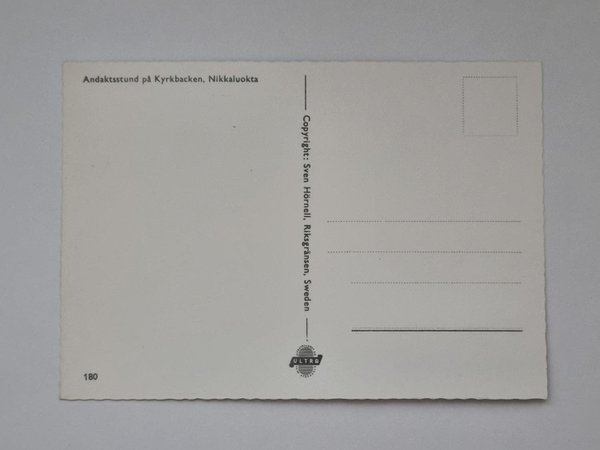 Andaktsstund på Kyrkbacken, Nikkaluokta
Copyright: Sven Hörnell, Riksgränsen, Sweden
ULTRA
180